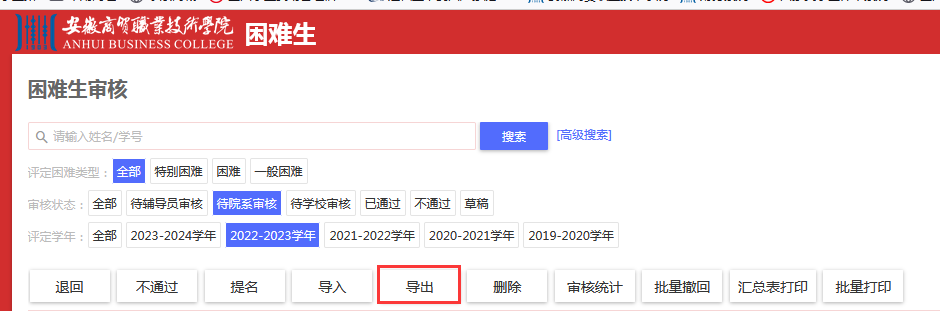 安徽商贸職業技術學院
ANHUI BUSINESS COLLEGE
困难生
困难生审核
请输入姓名/学号 搜索 [高级搜索]
评定困难类型： 全部 特别困难 困难 一般困难
审核状态： 全部 待辅导员审核 待院系审核 待学校审核 已通过 不通过 草稿
评定学年： 全部 2023-2024学年 2022-2023学年 2021-2022学年 2020-2021学年 2019-2020学年
退回 不通过 提名 导入 导出 删除 审核统计 批量撤回 汇总表打印 批量打印